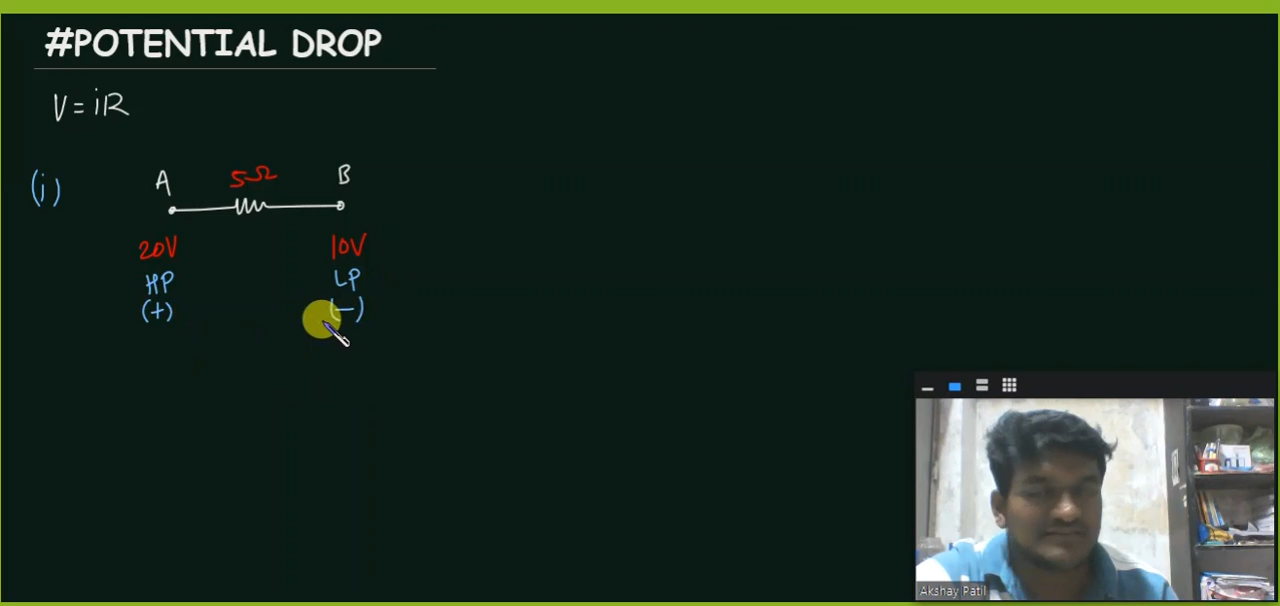 #POTENTIAL DROP
V = iR
(i)
A 5Ω B
20V 10V
HP LP
(+) (−)
Akshay Patil